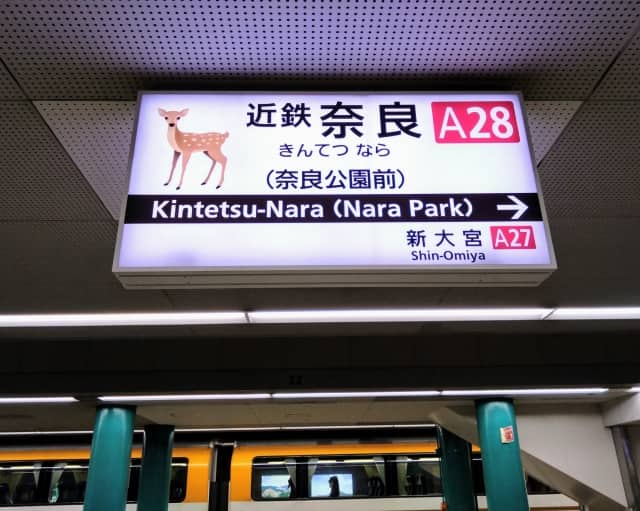 近鉄 奈良 A28
きんてつ なら
(奈良公園前)
Kintetsu-Nara (Nara Park) →
新大宮 A27
Shin-Omiya